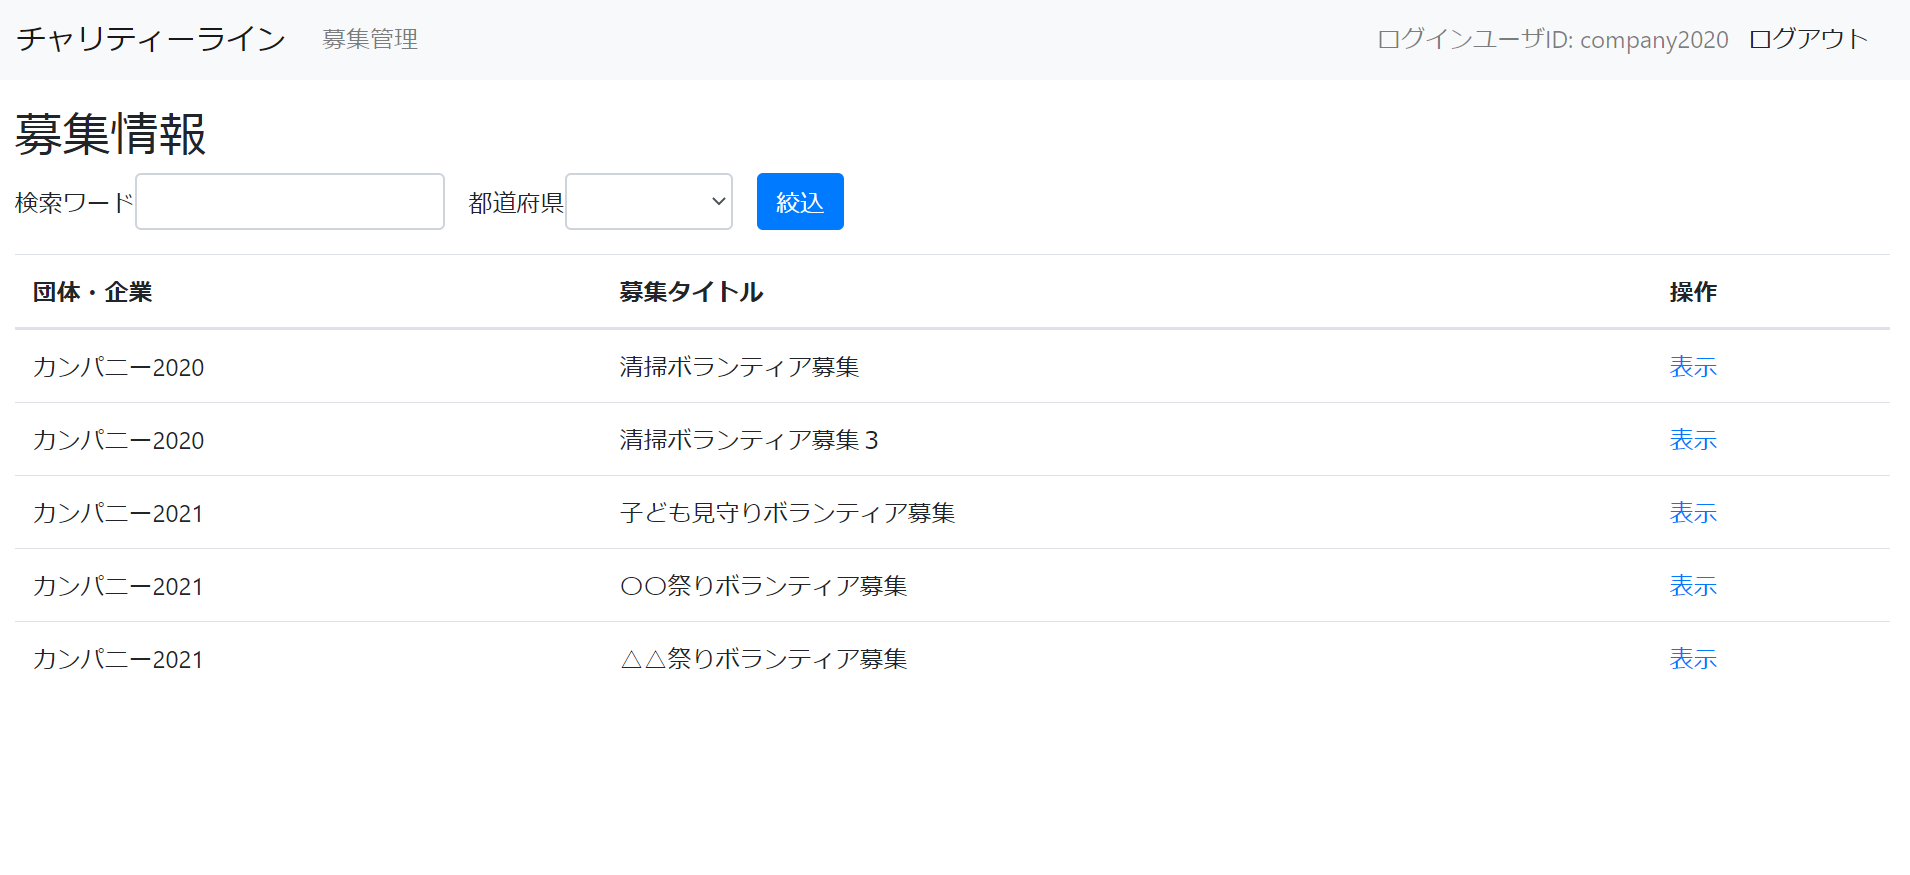 チャリティーライン 募集管理 ログインユーザID: company2020 ログアウト
募集情報
検索ワード 都道府県 絞込
団体・企業 募集タイトル 操作
カンパニー2020 清掃ボランティア募集 表示
カンパニー2020 清掃ボランティア募集３ 表示
カンパニー2021 子ども見守りボランティア募集 表示
カンパニー2021 〇〇祭りボランティア募集 表示
カンパニー2021 △△祭りボランティア募集 表示